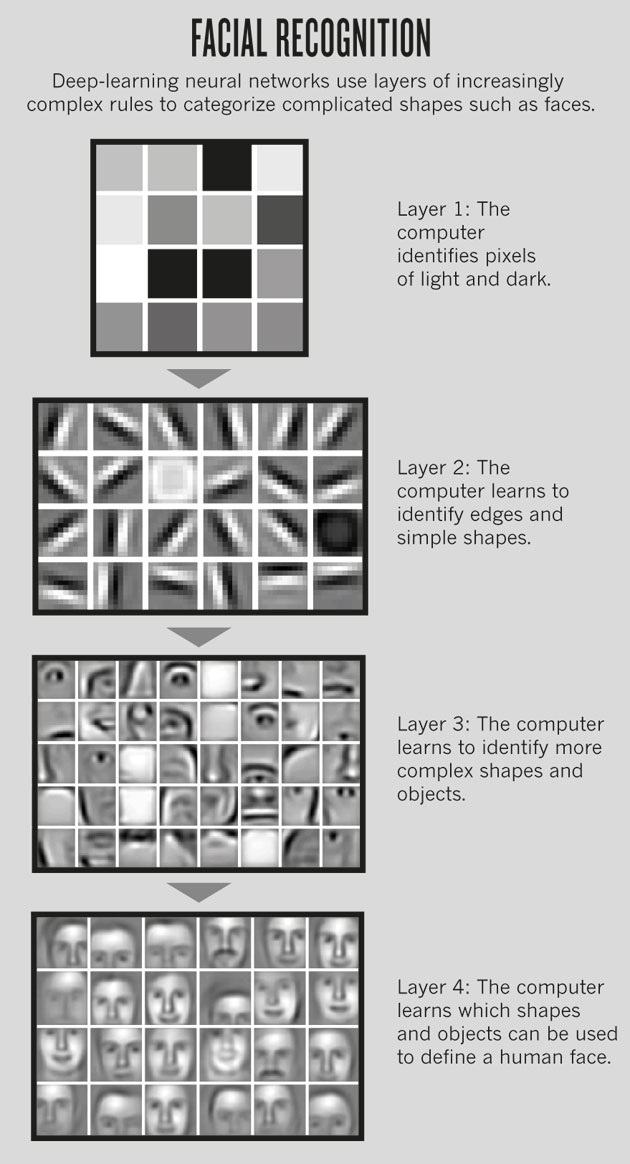 FACIAL RECOGNITION
Deep-learning neural networks use layers of increasingly
complex rules to categorize complicated shapes such as faces.
Layer 1: The
computer
identifies pixels
of light and dark.
Layer 2: The
computer learns to
identify edges and
simple shapes.
Layer 3: The computer
learns to identify more
complex shapes and
objects.
Layer 4: The computer
learns which shapes
and objects can be used
to define a human face.